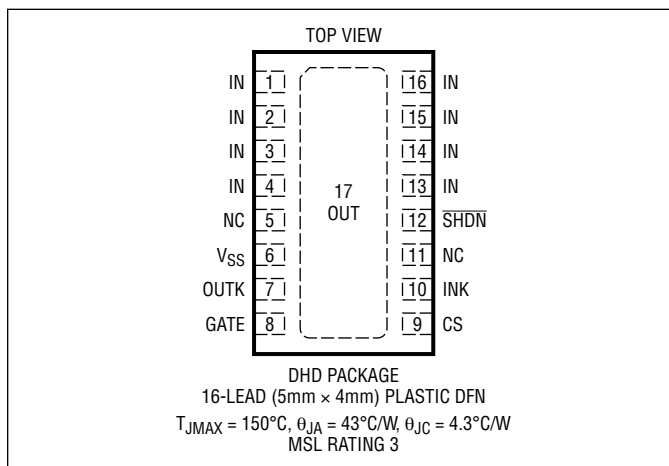 TOP VIEW
IN 1 16 IN
IN 2 15 IN
IN 3 14 IN
IN 4 17 13 IN
NC 5 OUT 12 SHDN
VSS 6 11 NC
OUTK 7 10 INK
GATE 8 9 CS
DHD PACKAGE
16-LEAD (5mm × 4mm) PLASTIC DFN
TJMAX = 150°C, θJA = 43°C/W, θJC = 4.3°C/W
MSL RATING 3